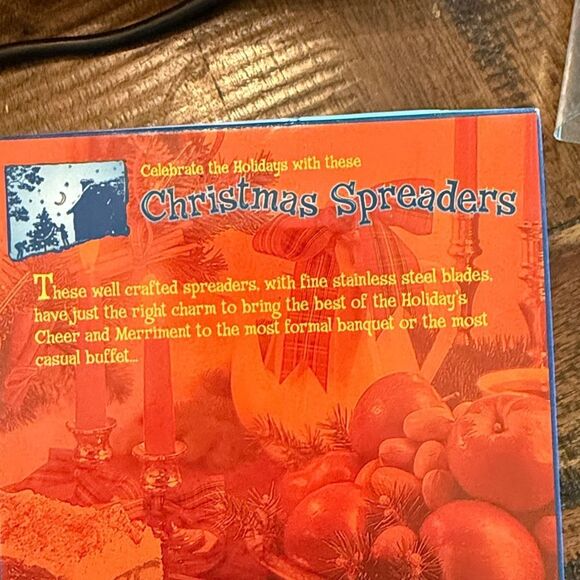 Celebrate the Holidays with these
Christmas Spreaders
These well crafted spreaders, with fine stainless steel blades,
have just the right charm to bring the best of the Holiday's
Cheer and Merriment to the most formal banquet or the most
casual buffet...